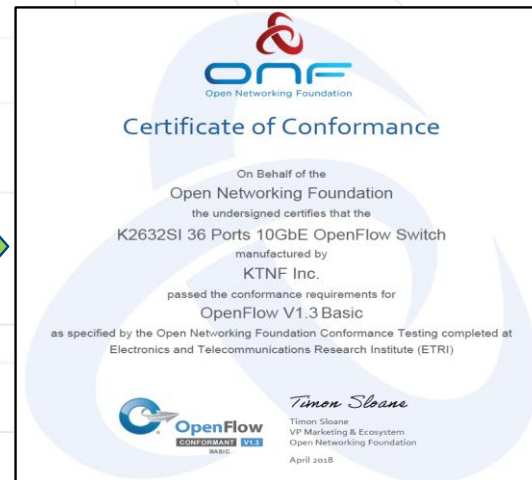 ONF
Open Networking Foundation
Certificate of Conformance
On Behalf of the
Open Networking Foundation
the undersigned certifies that the
K2632SI 36 Ports 10GbE OpenFlow Switch
manufactured by
KTNF Inc.
passed the conformance requirements for
OpenFlow V1.3 Basic
as specified by the Open Networking Foundation Conformance Testing completed at
Electronics and Telecommunications Research Institute (ETRI)
Timon Sloane
OpenFlow
CONFORMANT V1.3
BASIC
Timon Sloane
VP Marketing & Ecosystem
Open Networking Foundation
April 2018